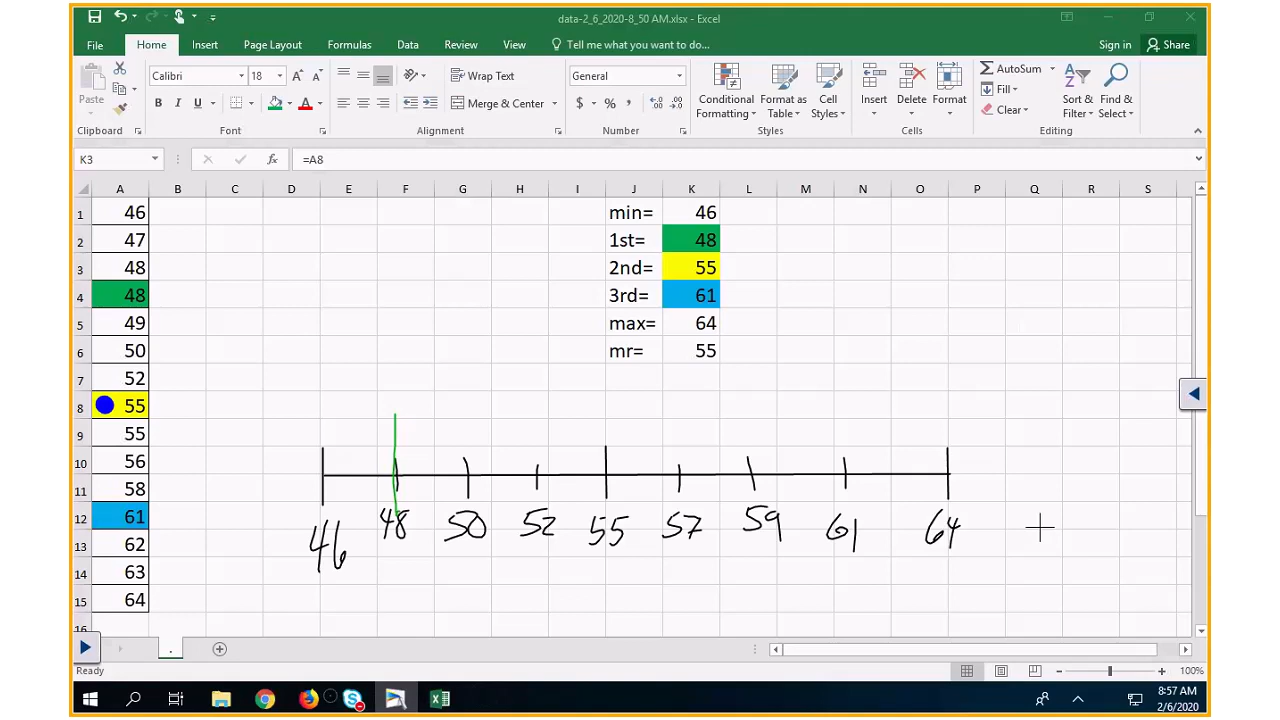 data-2_6_2020-8_50 AM.xlsx - Excel
File Home Insert Page Layout Formulas Data Review View Tell me what you want to do... Sign in Share
Calibri 18 Wrap Text General AutoSum
Paste Merge & Center Conditional Formatting Format as Table Cell Styles Insert Delete Format Fill Clear Sort & Filter Find & Select
B I U A $ % ,
Clipboard Font Alignment Number Styles Cells Editing
K3 fx =A8
A B C D E F G H I J K L M N O P Q R S
1 46 min= 46
2 47 1st= 48
3 48 2nd= 55
4 48 3rd= 61
5 49 max= 64
6 50 mr= 55
7 52
8 55
9 55
10 56
11 58
12 61
13 62
14 63
15 64
16
46 48 50 52 55 57 59 61 64
.
Ready 100%
8:57 AM
2/6/2020